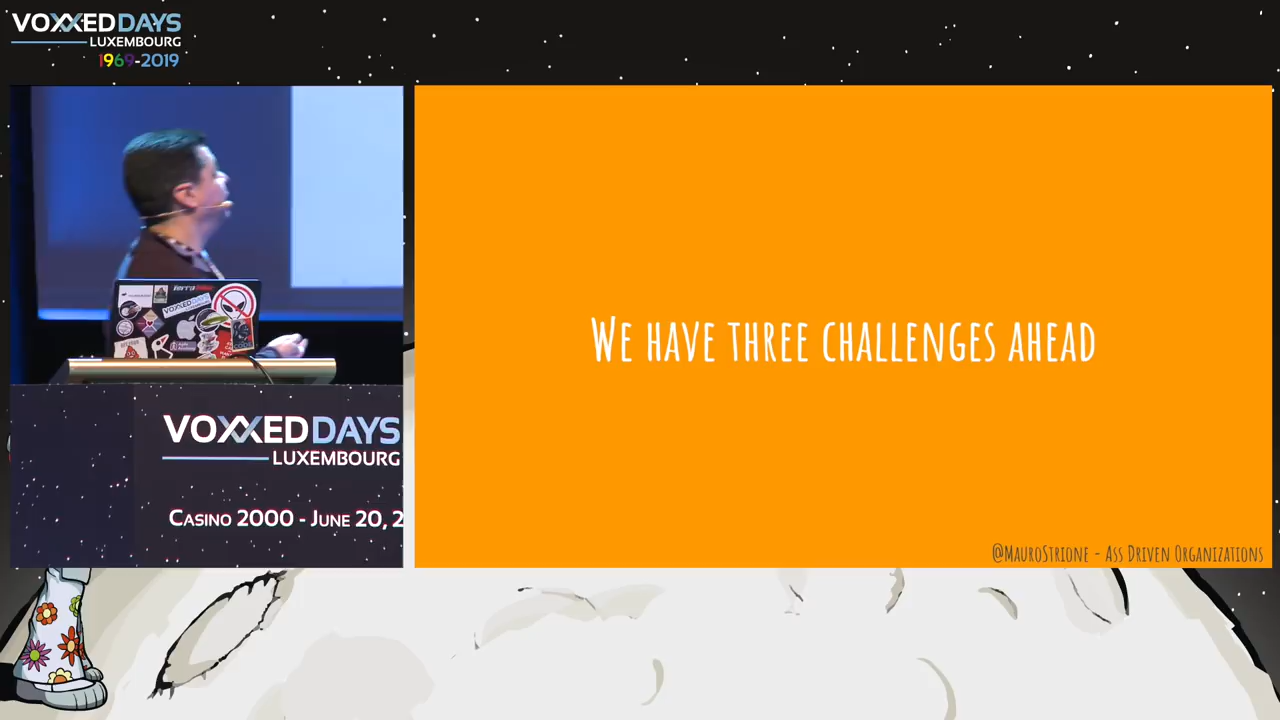 VOXXEDDAYS
LUXEMBOURG
1969-2019
WE HAVE THREE CHALLENGES AHEAD
VOXXEDDAYS
VOXXEDDAYS
LUXEMBOURG
CASINO 2000 - JUNE 20, 2
@MAUROSTRIONE - ASS DRIVEN ORGANIZATIONS